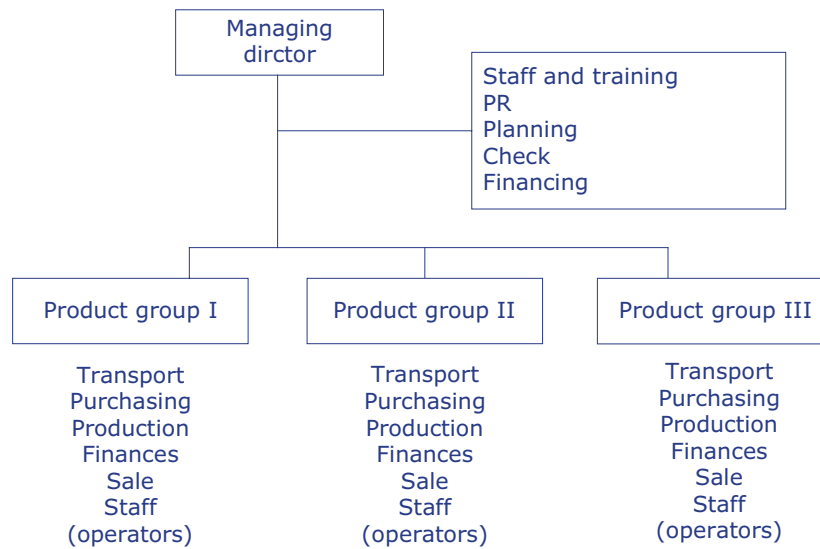 Managing
dirctor
Staff and training
PR
Planning
Check
Financing
Product group I
Product group II
Product group III
Transport
Purchasing
Production
Finances
Sale
Staff
(operators)
Transport
Purchasing
Production
Finances
Sale
Staff
(operators)
Transport
Purchasing
Production
Finances
Sale
Staff
(operators)